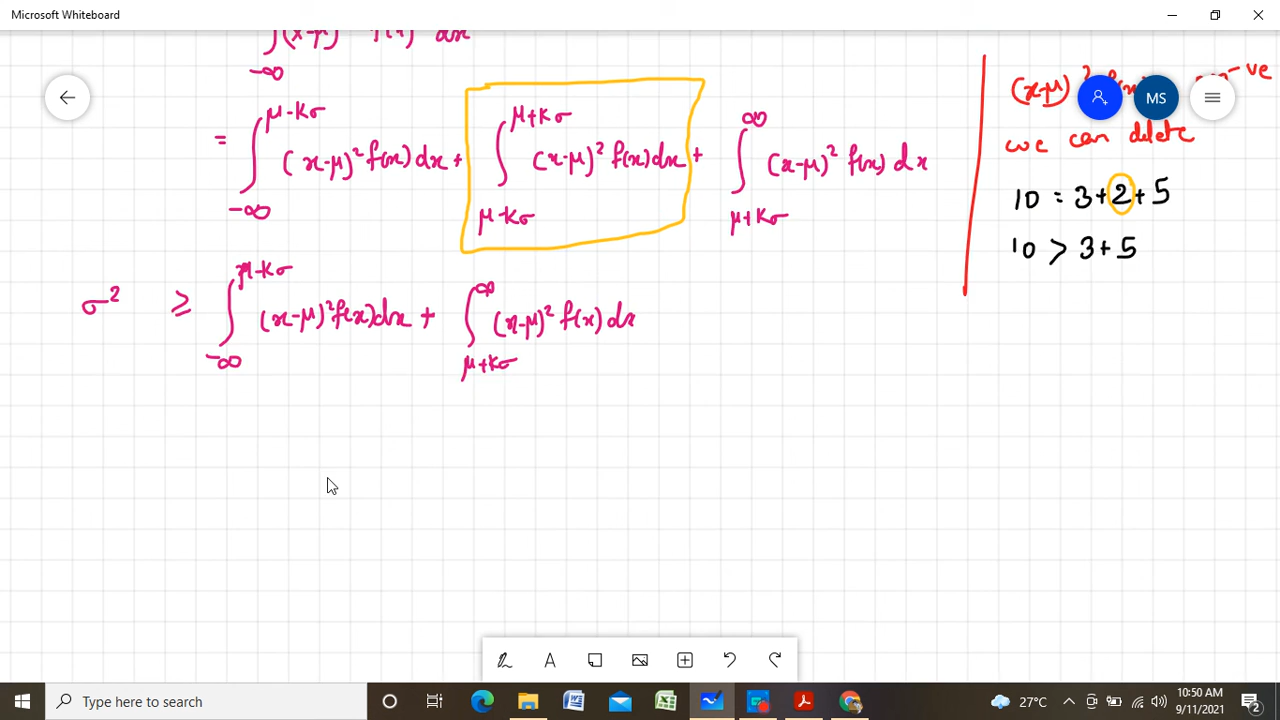 Microsoft Whiteboard
∫(x-μ) f(x) dx
-∞
= ∫_{-∞}^{μ-Kσ} (x-μ)² f(x) dx + ∫_{μ-Kσ}^{μ+Kσ} (x-μ)² f(x) dx + ∫_{μ+Kσ}^{∞} (x-μ)² f(x) dx
σ² ≥ ∫_{-∞}^{μ-Kσ} (x-μ)² f(x) dx + ∫_{μ+Kσ}^{∞} (x-μ)² f(x) dx
(x-μ)² -ve
we can delete
10 = 3+2+5
10 > 3+5
MS
Type here to search
27°C
10:50 AM
9/11/2021
2